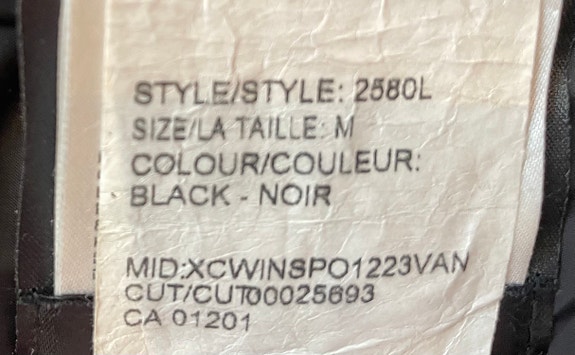 STYLE/STYLE: 2580L
SIZE/LA TAILLE: M
COLOUR/COULEUR:
BLACK - NOIR
MID:XCWINSPO1223VAN
CUT/CUT00025693
CA 01201